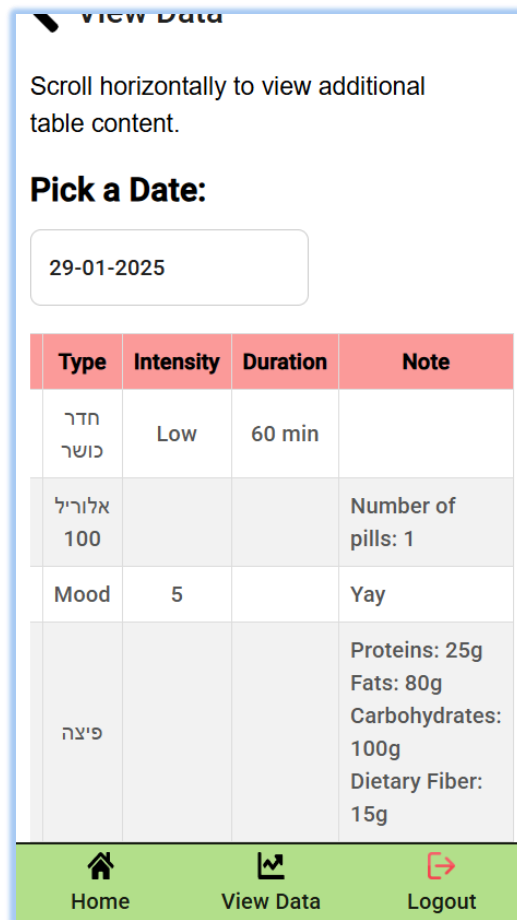 View Data
Scroll horizontally to view additional
table content.
Pick a Date:
29-01-2025
Type Intensity Duration Note
חדר
כושר
Low 60 min
אלוריל
100
Number of
pills: 1
Mood 5 Yay
פיצה
Proteins: 25g
Fats: 80g
Carbohydrates:
100g
Dietary Fiber:
15g
Home View Data Logout